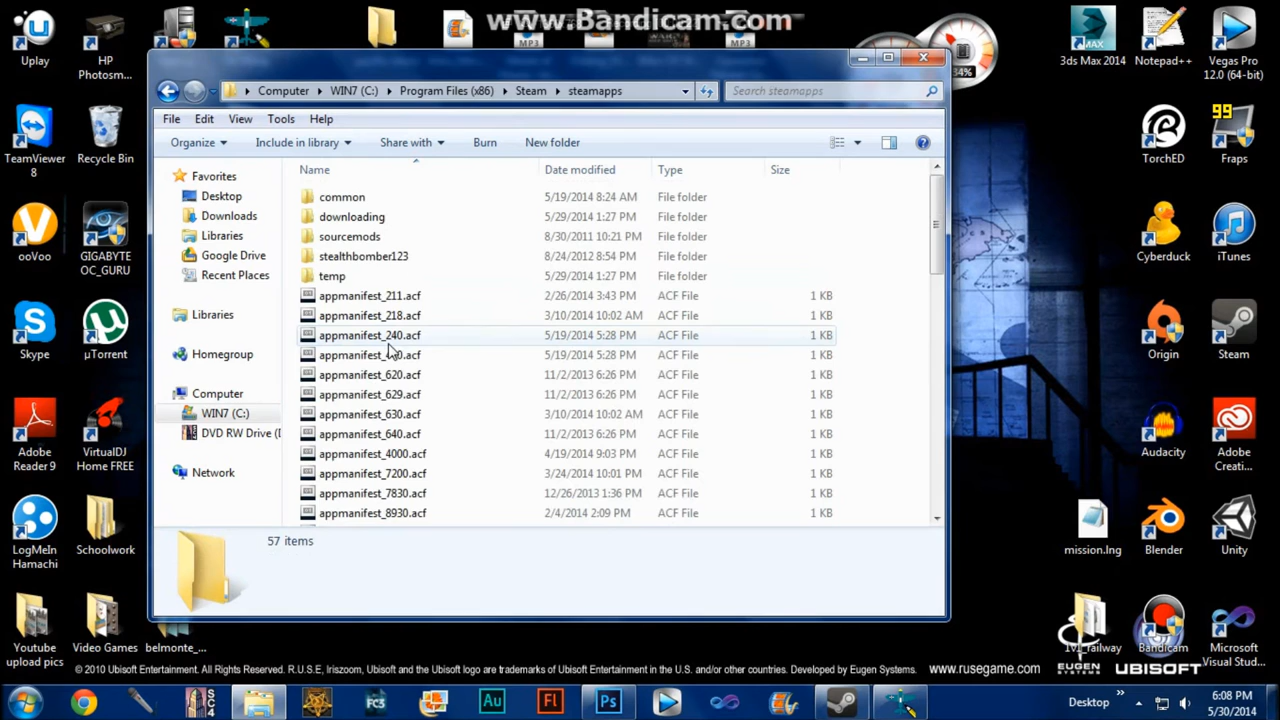 www.Bandicam.com
Uplay
HP Photosm...
MP3
MP3
34%
3ds Max 2014
Notepad++
Vegas Pro 12.0 (64-bit)
Computer
WIN7 (C:)
Program Files (x86)
Steam
steamapps
Search steamapps
File
Edit
View
Tools
Help
Organize
Include in library
Share with
Burn
New folder
Name
Date modified
Type
Size
Favorites
Desktop
Downloads
Libraries
Google Drive
Recent Places
Libraries
Homegroup
Computer
WIN7 (C:)
DVD RW Drive (
Network
common 5/19/2014 8:24 AM File folder
downloading 5/29/2014 1:27 PM File folder
sourcemods 8/30/2011 10:21 PM File folder
stealthbomber123 8/24/2012 8:54 PM File folder
temp 5/29/2014 1:27 PM File folder
appmanifest_211.acf 2/26/2014 3:43 PM ACF File 1 KB
appmanifest_218.acf 3/10/2014 10:02 AM ACF File 1 KB
appmanifest_240.acf 5/19/2014 5:28 PM ACF File 1 KB
5/19/2014 5:28 PM ACF File 1 KB
appmanifest_620.acf 11/2/2013 6:26 PM ACF File 1 KB
appmanifest_629.acf 11/2/2013 6:26 PM ACF File 1 KB
appmanifest_630.acf 3/10/2014 10:02 AM ACF File 1 KB
appmanifest_640.acf 11/2/2013 6:26 PM ACF File 1 KB
appmanifest_4000.acf 4/19/2014 9:03 PM ACF File 1 KB
appmanifest_7200.acf 3/24/2014 10:01 PM ACF File 1 KB
appmanifest_7830.acf 12/26/2013 1:36 PM ACF File 1 KB
appmanifest_8930.acf 2/4/2014 2:09 PM ACF File 1 KB
57 items
TeamViewer 8
Recycle Bin
ooVoo
GIGABYTE OC_GURU
Skype
µTorrent
Adobe Reader 9
VirtualDJ Home FREE
LogMeIn Hamachi
Schoolwork
Youtube upload pics
Video Games
belmonte_...
TorchED
99
Fraps
Cyberduck
iTunes
Origin
Steam
Audacity
Adobe Creati...
mission.lng
Blender
Unity
1v1_railway
Bandicam
Microsoft Visual Stud...
© 2010 Ubisoft Entertainment. All Rights Reserved. R.U.S.E, Iriszoom, Ubisoft and the Ubisoft logo are trademarks of Ubisoft Entertainment in the U.S. and/or other countries. Developed by Eugen Systems.
www.rusegame.com
EUGEN SYSTEMS
UBISOFT
SC4
FC3
Au
Fl
Ps
Desktop
6:08 PM
5/30/2014